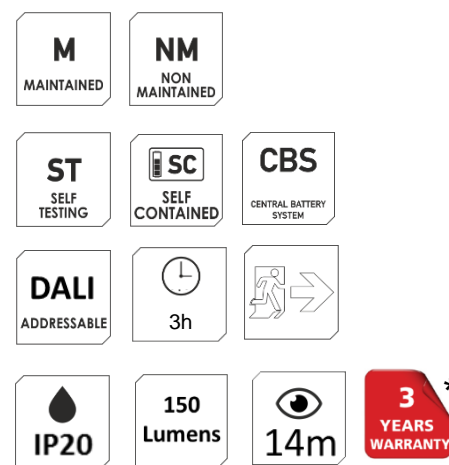 M
MAINTAINED
NM
NON
MAINTAINED
ST
SELF
TESTING
SC
SELF
CONTAINED
CBS
CENTRAL BATTERY
SYSTEM
DALI
ADDRESSABLE
3h
IP20
150
Lumens
14m
3
YEARS
WARRANTY
*